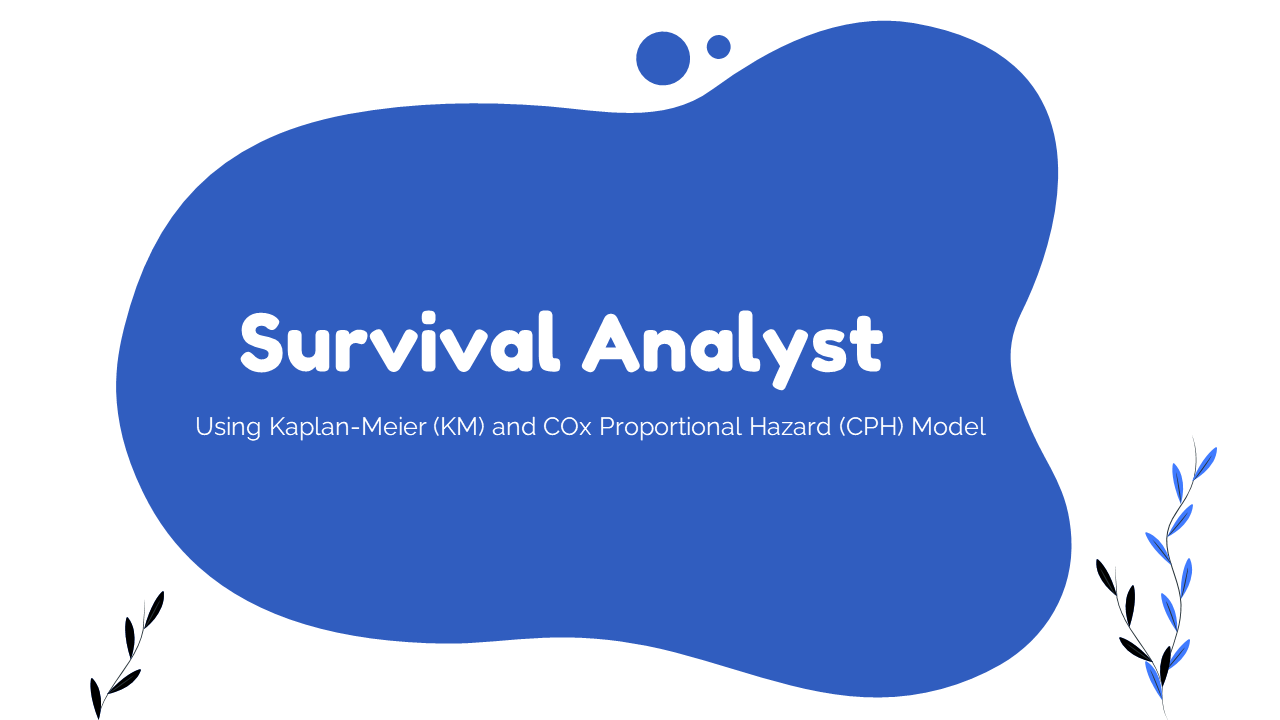 Survival Analyst
Using Kaplan-Meier (KM) and COx Proportional Hazard (CPH) Model